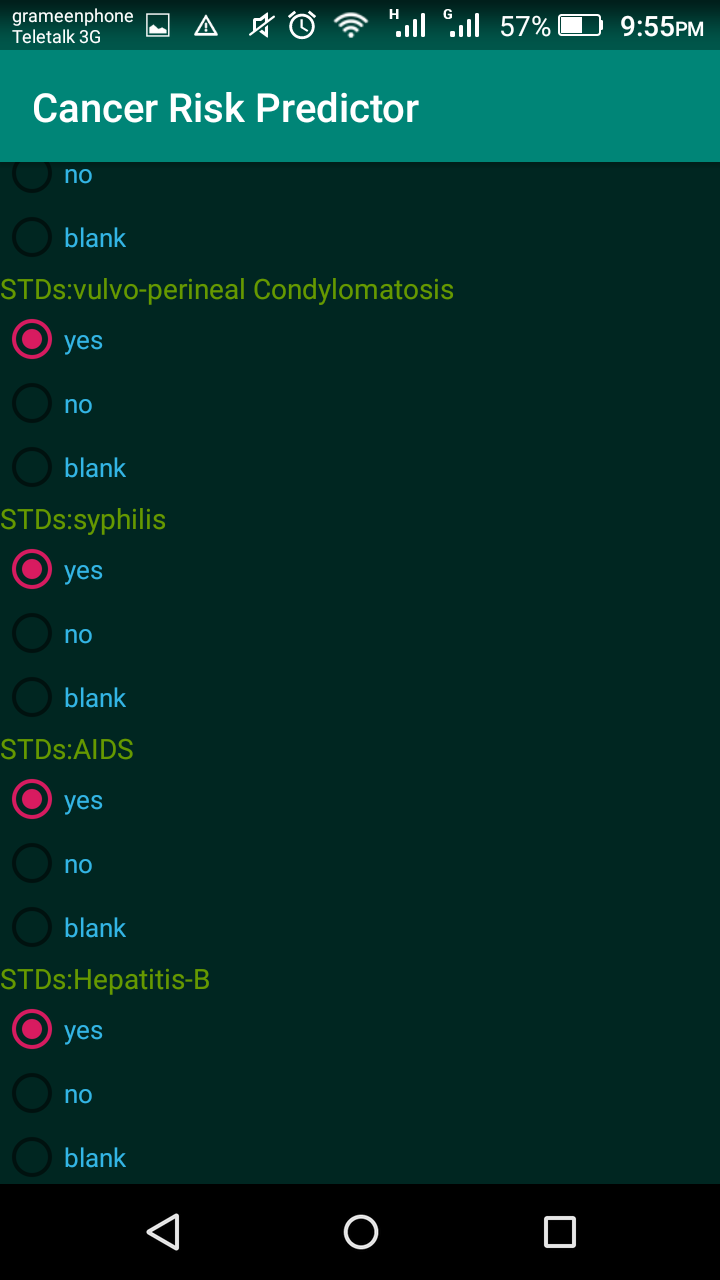 grameenphone
Teletalk 3G
H
G
57%
9:55PM
Cancer Risk Predictor
no
blank
STDs:vulvo-perineal Condylomatosis
yes
no
blank
STDs:syphilis
yes
no
blank
STDs:AIDS
yes
no
blank
STDs:Hepatitis-B
yes
no
blank